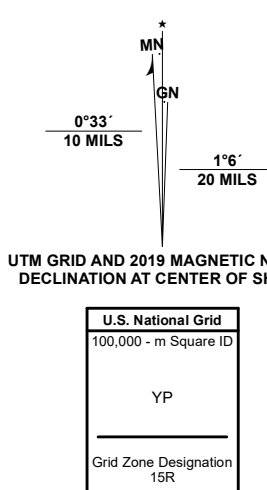 ★
MN
GN
0°33´
10 MILS
1°6´
20 MILS
UTM GRID AND 2019 MAGNETIC
DECLINATION AT CENTER OF
U.S. National Grid
100,000 - m Square ID
YP
Grid Zone Designation
15R